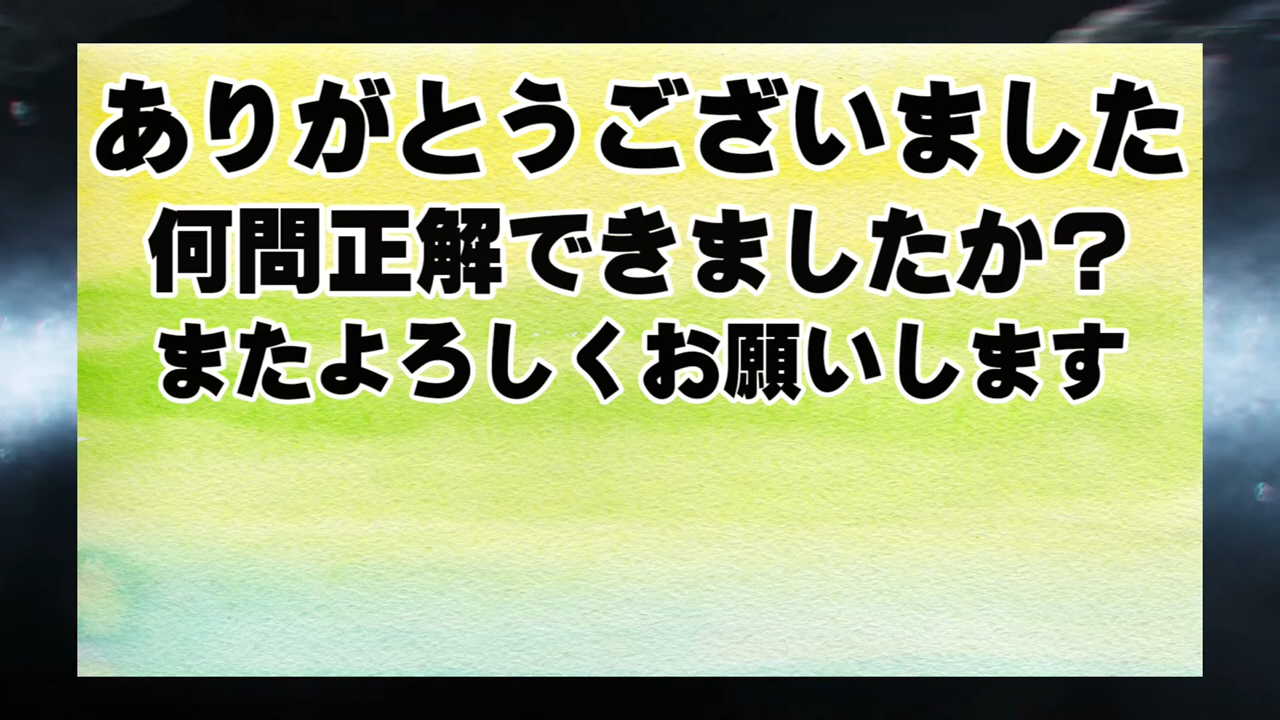 ありがとうございました
何問正解できましたか？
またよろしくお願いします